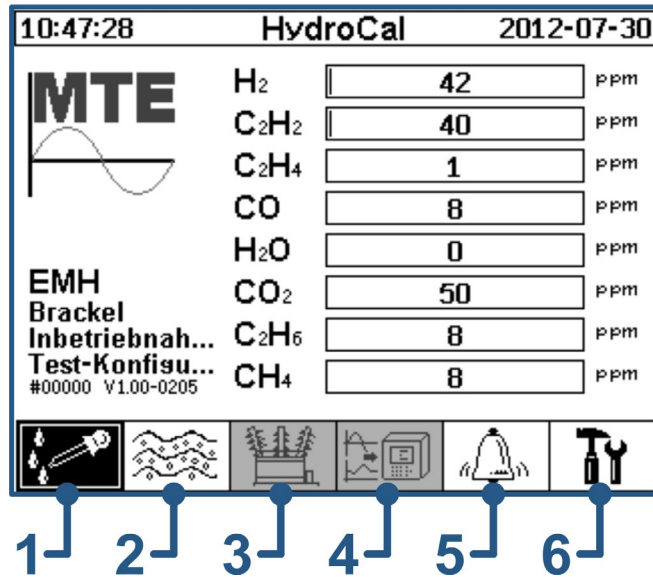 10:47:28 HydroCal 2012-07-30
MTE
H₂ 42 ppm
C₂H₂ 40 ppm
C₂H₄ 1 ppm
CO 8 ppm
H₂O 0 ppm
CO₂ 50 ppm
C₂H₆ 8 ppm
CH₄ 8 ppm
EMH
Brackel
Inbetriebnah...
Test-Konfigu...
#00000 V1.00-0205
1 2 3 4 5 6